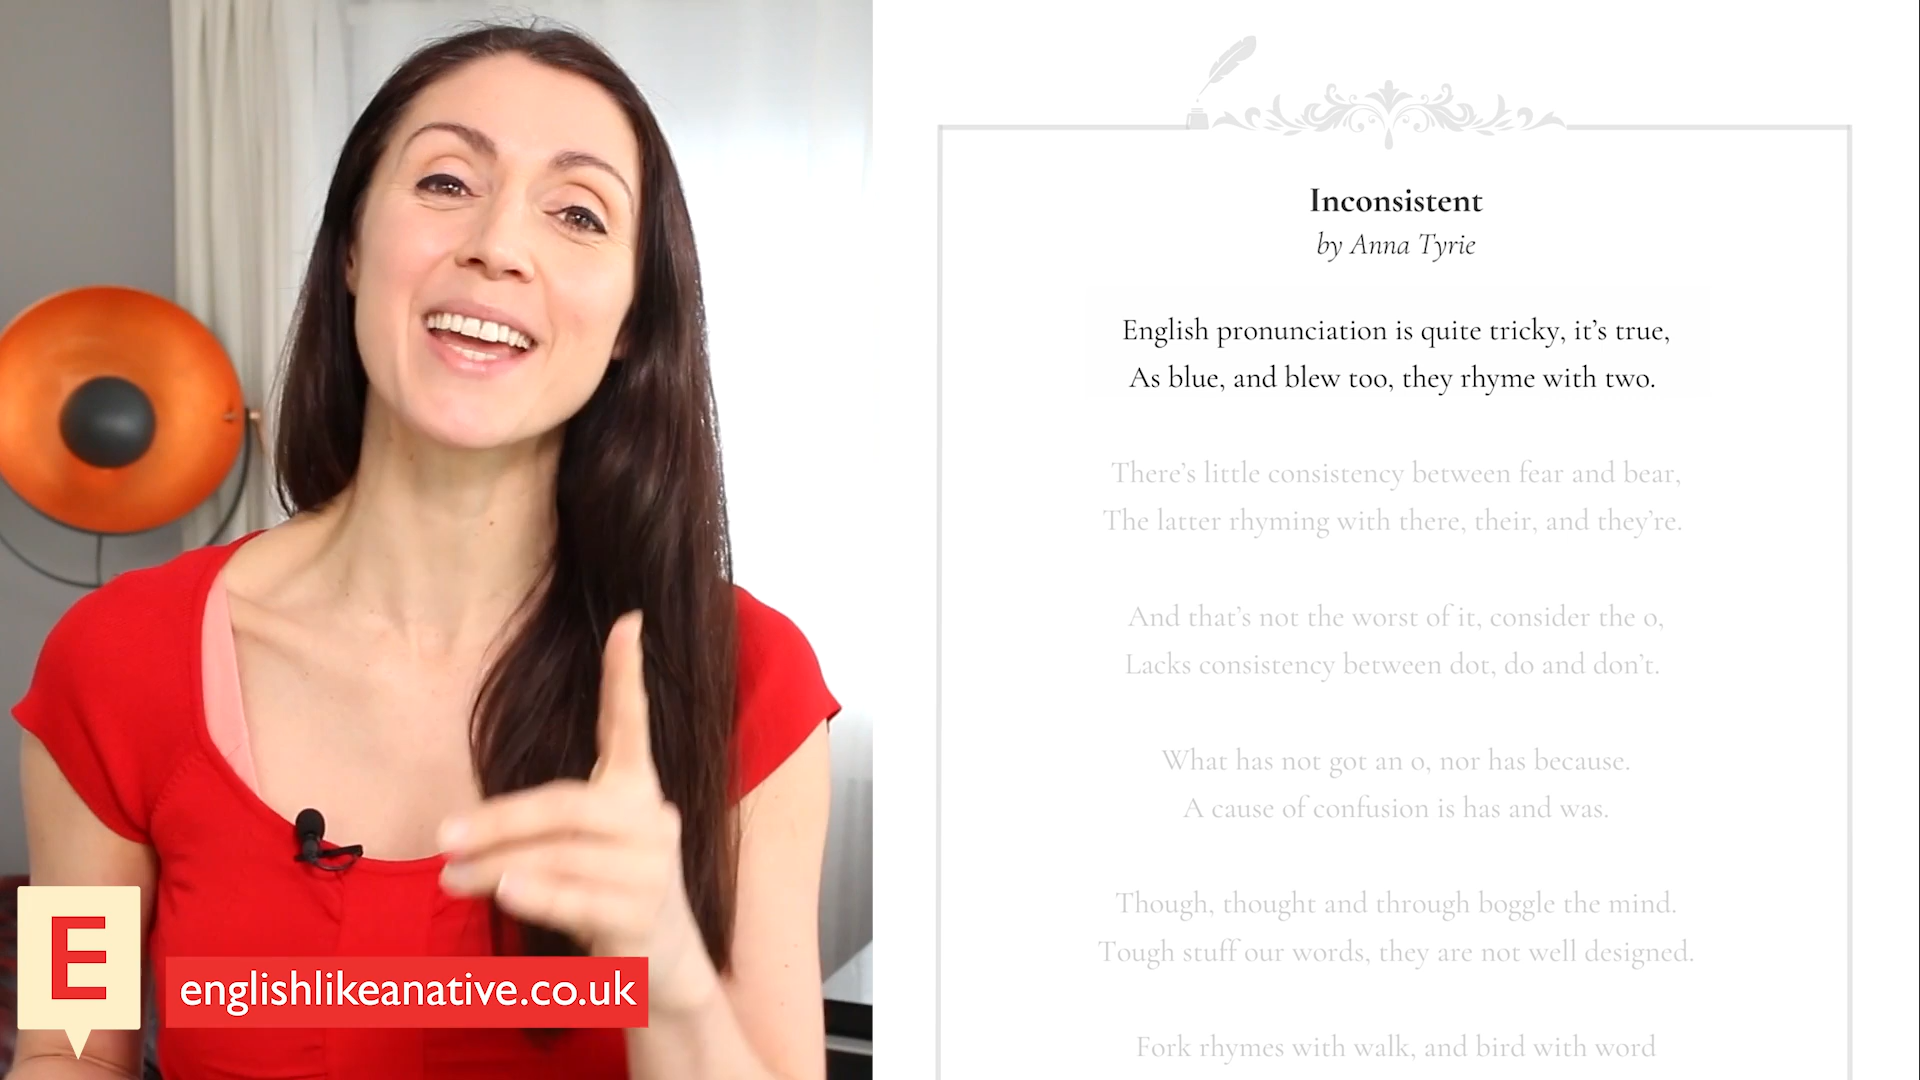 Inconsistent
by Anna Tyrie
English pronunciation is quite tricky, it's true,
As blue, and blew too, they rhyme with two.
There's little consistency between fear and bear,
The latter rhyming with there, their, and they're.
And that's not the worst of it, consider the o,
Lacks consistency between dot, do and don't.
What has not got an o, nor has because.
A cause of confusion is has and was.
Though, thought and through boggle the mind.
Tough stuff our words, they are not well designed.
Fork rhymes with walk, and bird with word
E
englishlikeanative.co.uk